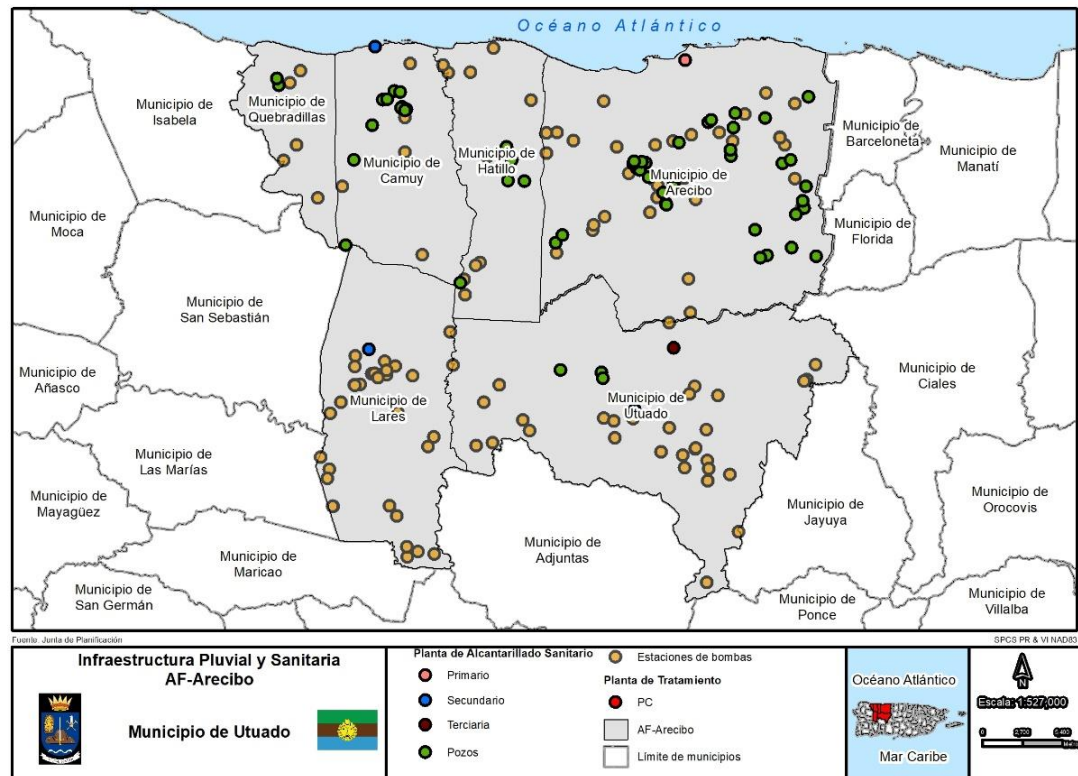 Océano Atlántico
Municipio de
Isabela
Municipio de
Quebradillas
Municipio de
Camuy
Municipio de
Hatillo
Municipio de
Arecibo
Municipio de
Barceloneta
Municipio de
Manatí
Municipio de
Moca
Municipio de
Florida
Municipio de
San Sebastián
Municipio de
Añasco
Municipio de
Ciales
Municipio de
Lares
Municipio de
Utuado
Municipio de
Las Marías
Municipio de
Mayagüez
Municipio de
Orocovis
Municipio de
Jayuya
Municipio de
Adjuntas
Municipio de
Maricao
Municipio de
San Germán
Municipio de
Ponce
Municipio de
Villalba
Fuente: Junta de Planificación
SPCS PR & VI NAD83
Infraestructura Pluvial y Sanitaria
AF-Arecibo
Municipio de Utuado
Planta de Alcantarillado Sanitario
Primario
Secundario
Terciaria
Pozos
Estaciones de bombas
Planta de Tratamiento
PC
AF-Arecibo
Límite de municipios
Océano Atlántico
Mar Caribe
N
Escala: 1:527,000
0